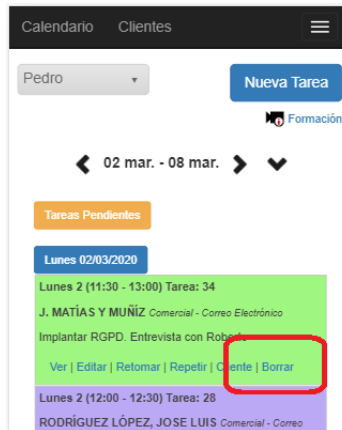 Calendario Clientes
Pedro
Nueva Tarea
Formación
02 mar. - 08 mar.
Tareas Pendientes
Lunes 02/03/2020
Lunes 2 (11:30 - 13:00) Tarea: 34
J. MATÍAS Y MUÑÍZ Comercial - Correo Electrónico
Implantar RGPD. Entrevista con Roberto
Ver | Editar | Retomar | Repetir | Cliente | Borrar
Lunes 2 (12:00 - 12:30) Tarea: 28
RODRÍGUEZ LÓPEZ, JOSE LUIS Comercial - Correo